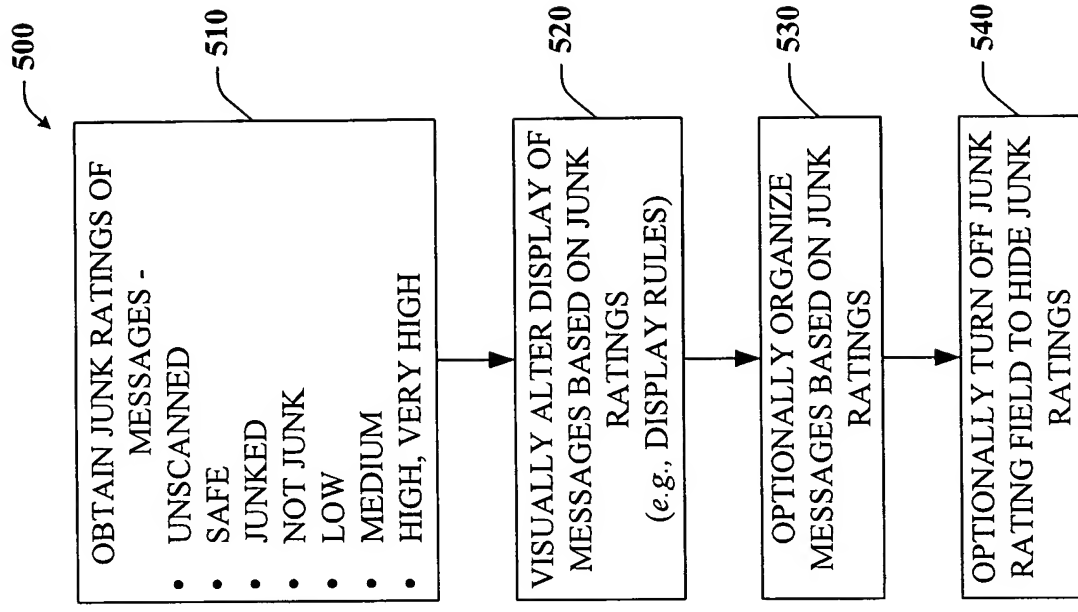 500
510
OBTAIN JUNK RATINGS OF
MESSAGES -
• UNSCANNED
• SAFE
• JUNKED
• NOT JUNK
• LOW
• MEDIUM
• HIGH, VERY HIGH
520
VISUALLY ALTER DISPLAY OF
MESSAGES BASED ON JUNK
RATINGS
(e.g., DISPLAY RULES)
530
OPTIONALLY ORGANIZE
MESSAGES BASED ON JUNK
RATINGS
540
OPTIONALLY TURN OFF JUNK
RATING FIELD TO HIDE JUNK
RATINGS